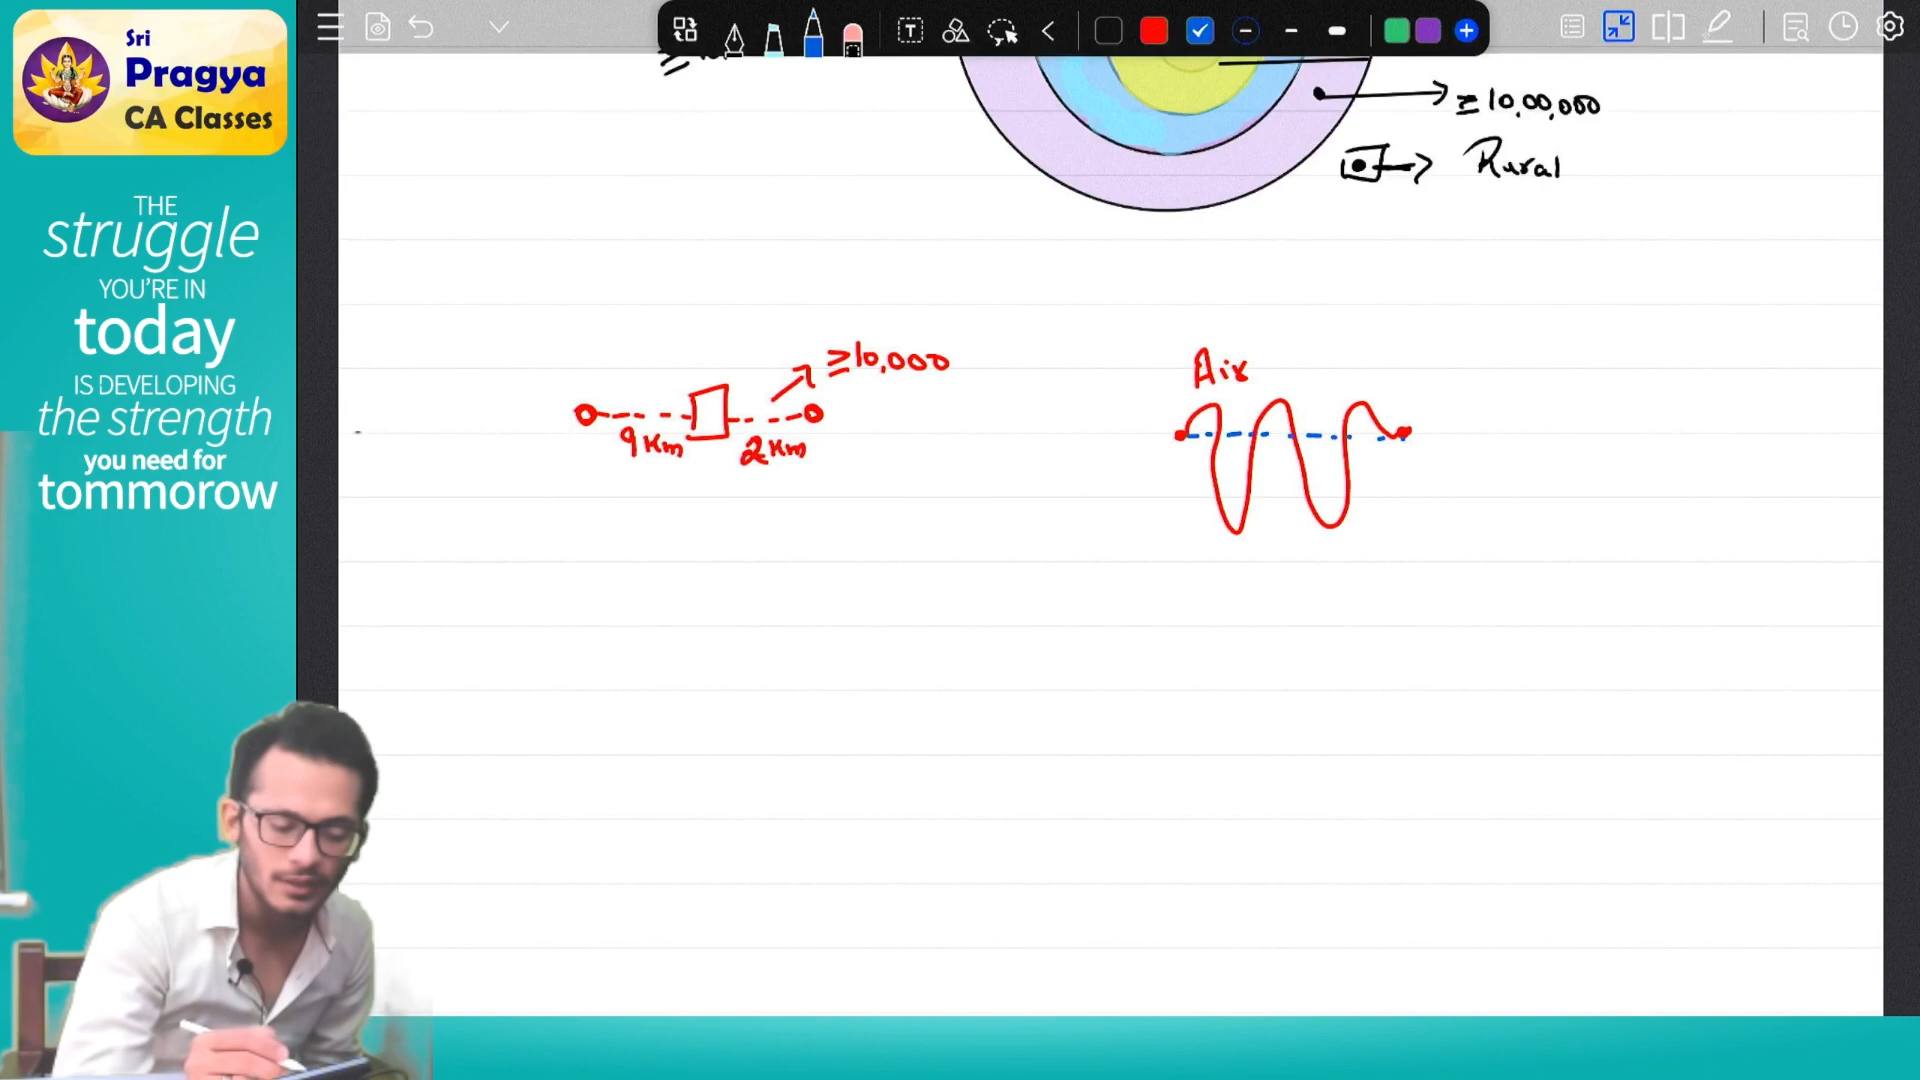 Sri
Pragya
CA Classes
THE
struggle
YOU'RE IN
today
IS DEVELOPING
the strength
you need for
tommorow
T
≥10,00,000
Rural
≥10,000
9 Km
2 Km
Air